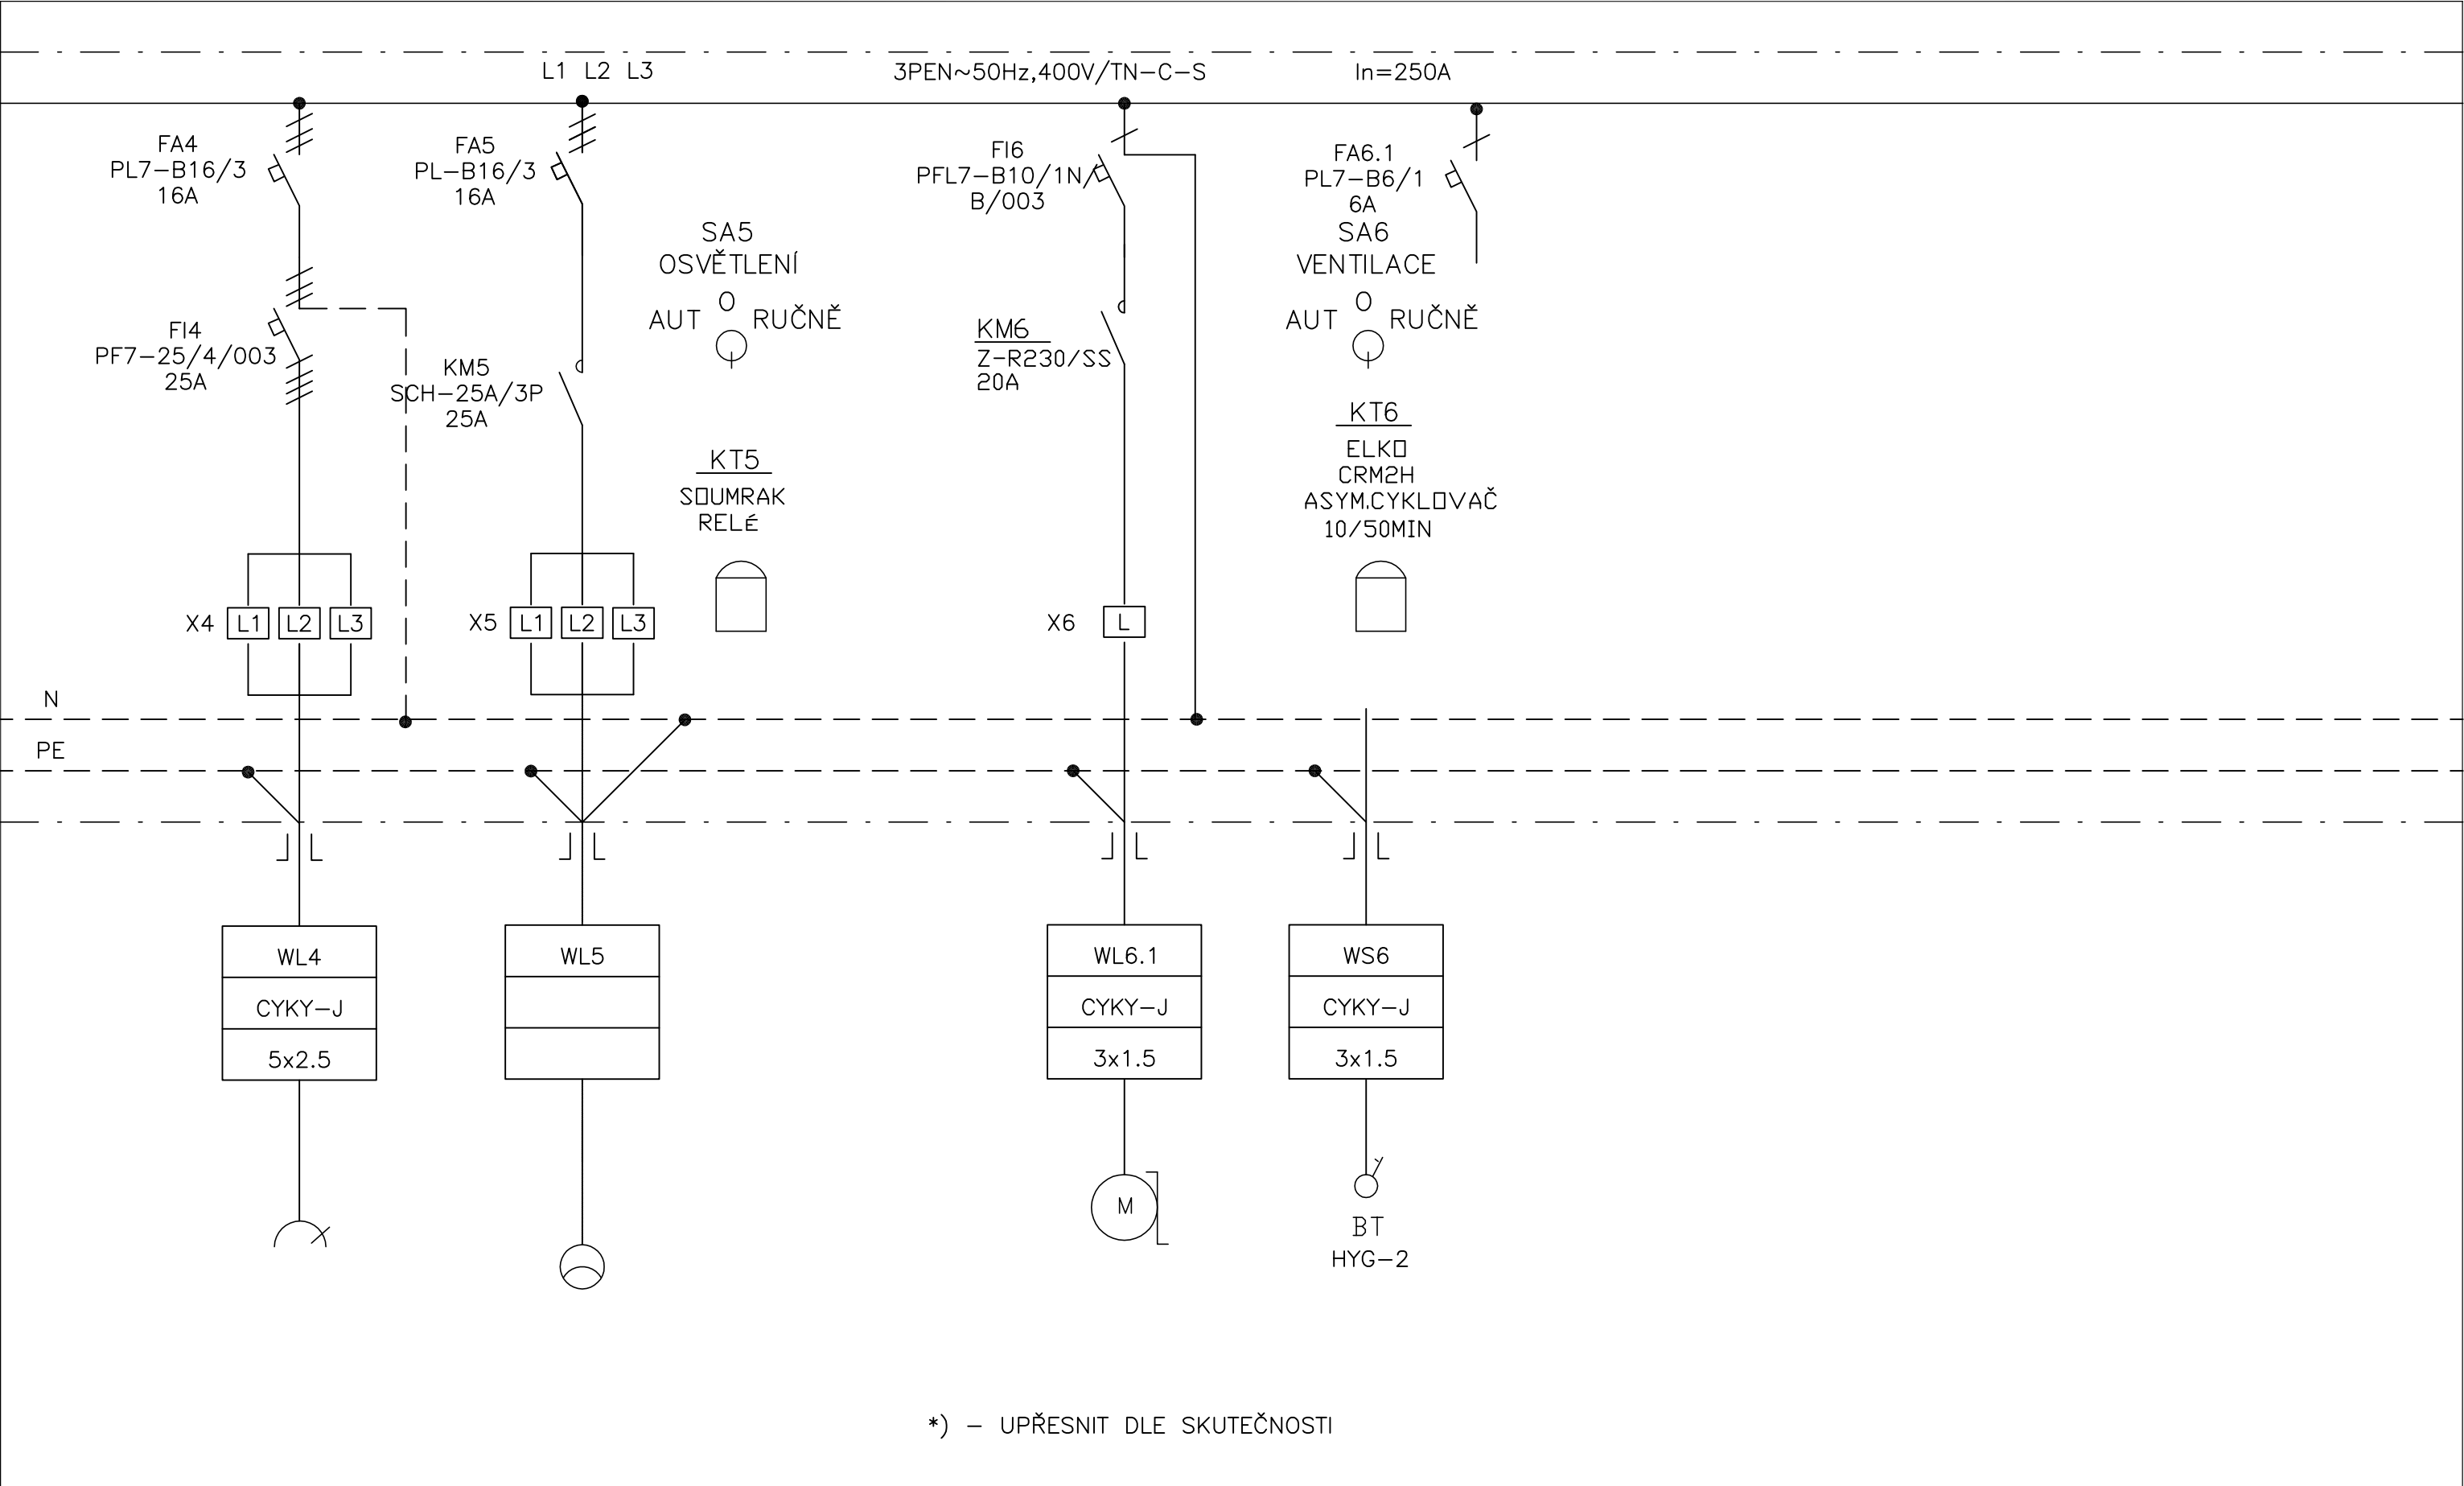 L1 L2 L3
3PEN~50Hz,400V/TN-C-S
In=250A
FA4
PL7-B16/3
16A
FA5
PL-B16/3
16A
FI6
PFL7-B10/1N/
B/003
FA6.1
PL7-B6/1
6A
SA5
OSVĚTLENÍ
0
AUT RUČNĚ
SA6
VENTILACE
0
AUT RUČNĚ
FI4
PF7-25/4/003
25A
KM5
SCH-25A/3P
25A
KM6
Z-R230/SS
20A
KT5
SOUMRAK
RELé
KT6
ELKO
CRM2H
ASYM.CYKLOVAČ
10/50MIN
X4 L1 L2 L3
X5 L1 L2 L3
X6 L
N
PE
WL4
CYKY-J
5x2.5
WL5
WL6.1
CYKY-J
3x1.5
WS6
CYKY-J
3x1.5
M
BT
HYG-2
*) - UPŘESNIT DLE SKUTEČNOSTI